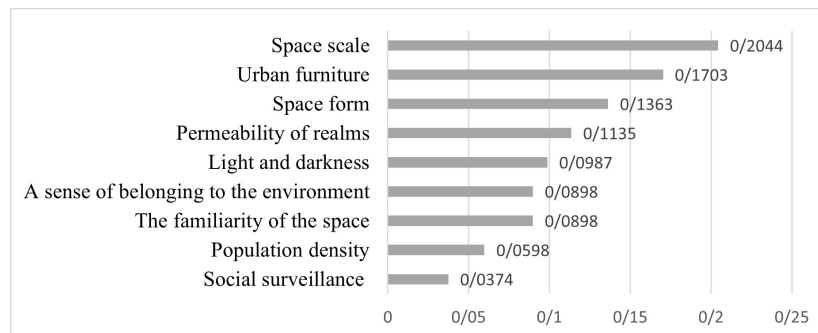 Space scale 0/2044
Urban furniture 0/1703
Space form 0/1363
Permeability of realms 0/1135
Light and darkness 0/0987
A sense of belonging to the environment 0/0898
The familiarity of the space 0/0898
Population density 0/0598
Social surveillance 0/0374
0 0/05 0/1 0/15 0/2 0/25